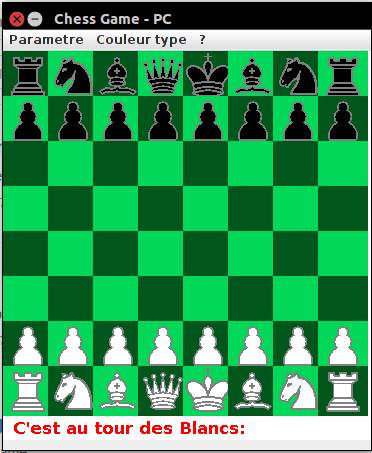 Chess Game - PC
Parametre Couleur type ?
C'est au tour des Blancs: